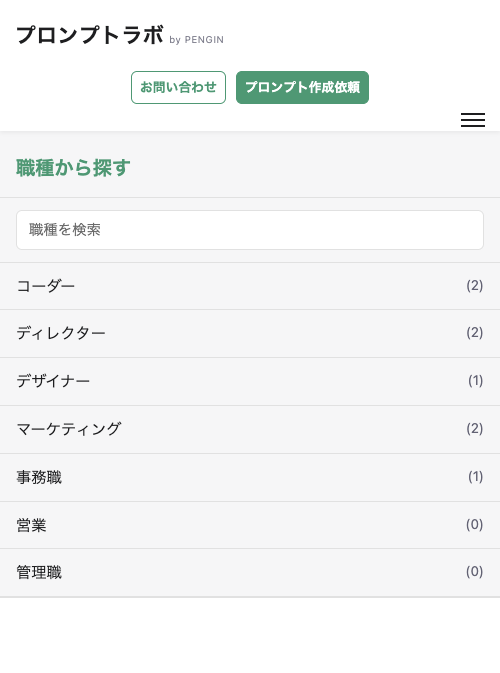 プロンプトラボ by PENGIN
お問い合わせ プロンプト作成依頼
職種から探す
職種を検索
コーダー (2)
ディレクター (2)
デザイナー (1)
マーケティング (2)
事務職 (1)
営業 (0)
管理職 (0)